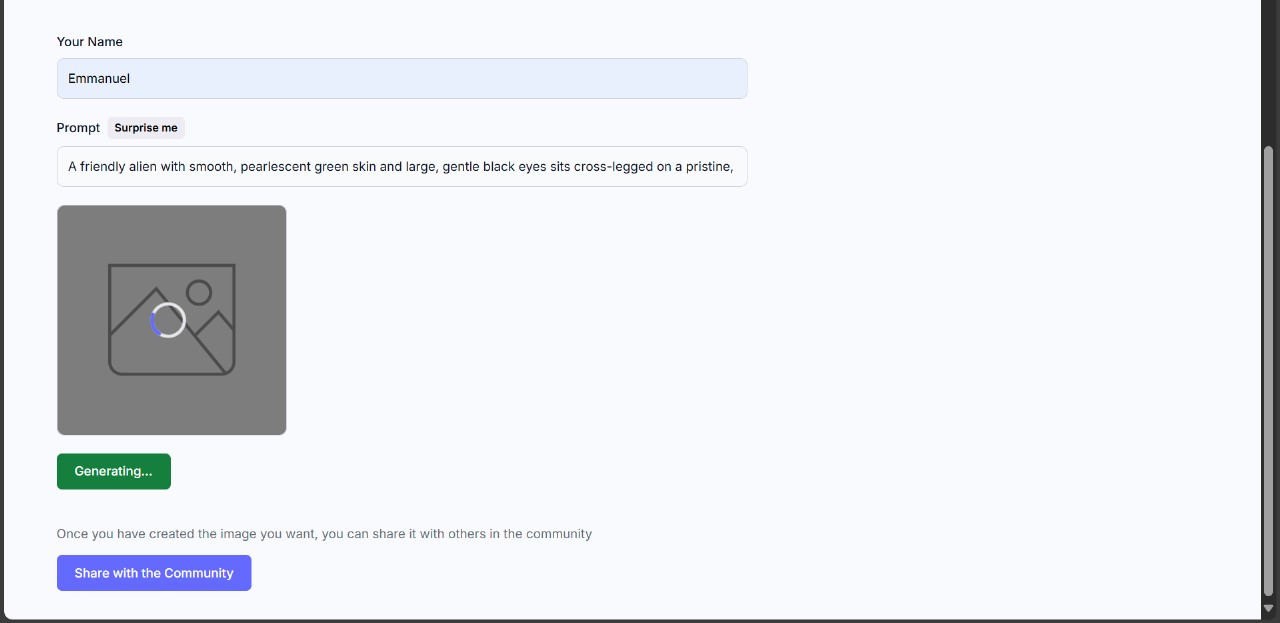 Your Name
Emmanuel
Prompt Surprise me
A friendly alien with smooth, pearlescent green skin and large, gentle black eyes sits cross-legged on a pristine,
Generating...
Once you have created the image you want, you can share it with others in the community
Share with the Community